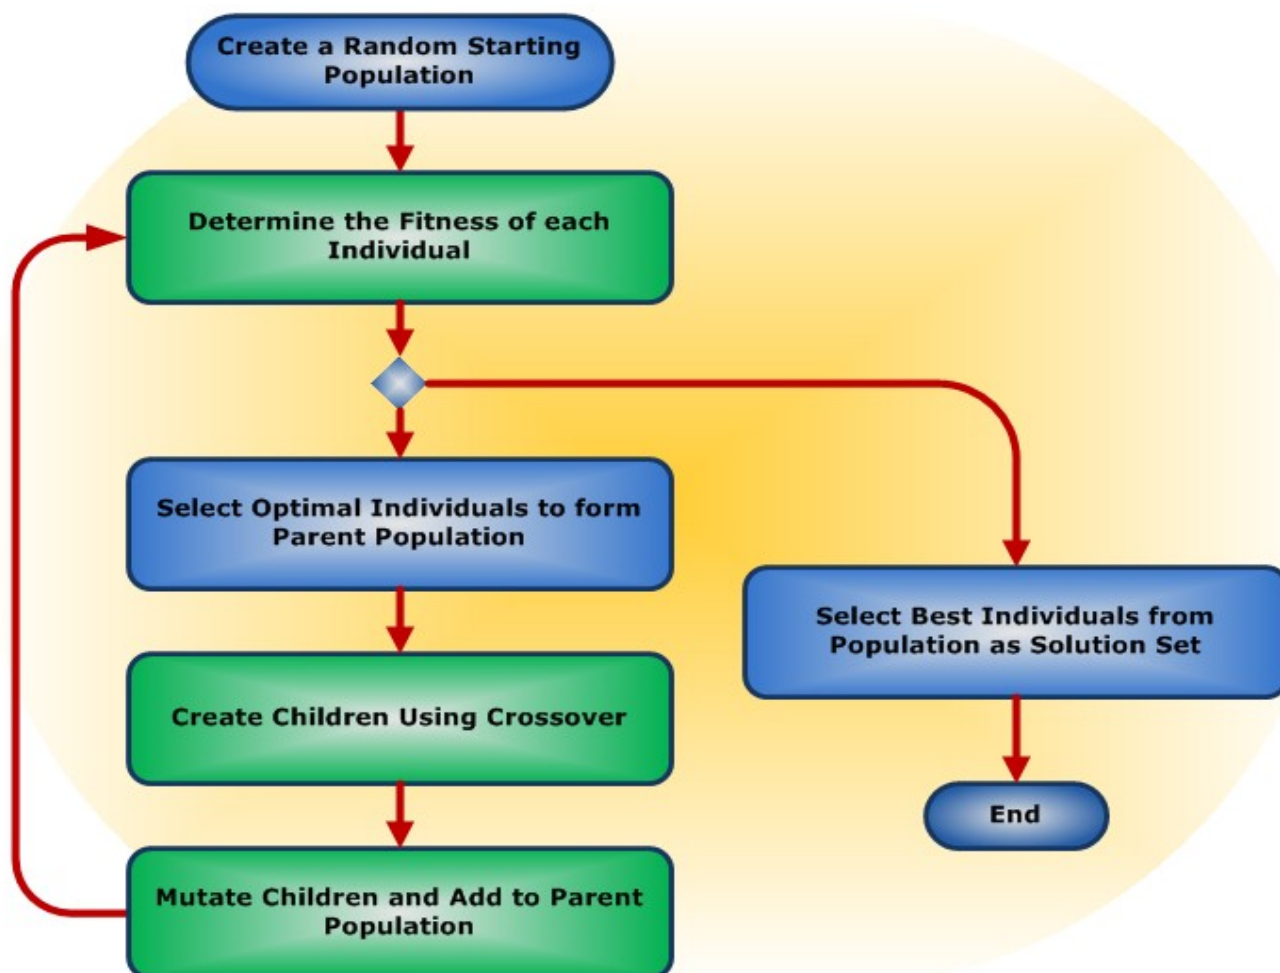 Create a Random Starting
Population
Determine the Fitness of each
Individual
Select Optimal Individuals to form
Parent Population
Create Children Using Crossover
Mutate Children and Add to Parent
Population
Select Best Individuals from
Population as Solution Set
End